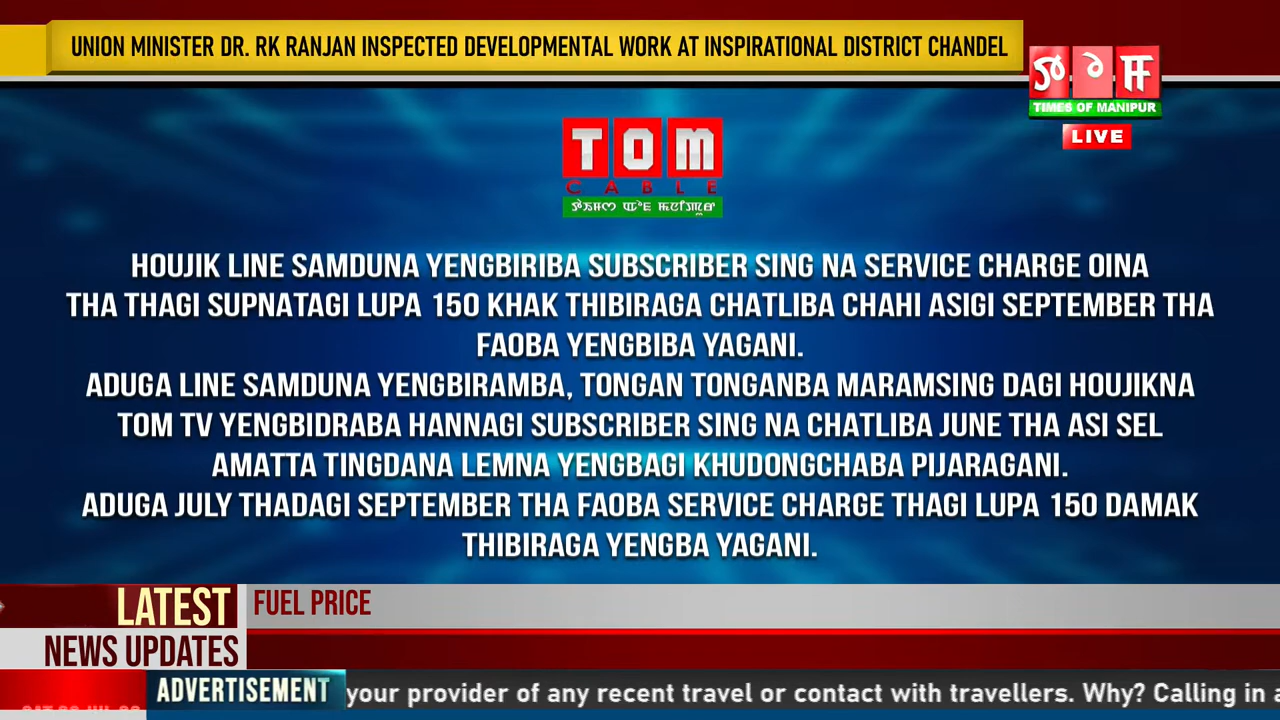 UNION MINISTER DR. RK RANJAN INSPECTED DEVELOPMENTAL WORK AT INSPIRATIONAL DISTRICT CHANDEL
TIMES OF MANIPUR
LIVE
TOM
CABLE
HOUJIK LINE SAMDUNA YENGBIRIBA SUBSCRIBER SING NA SERVICE CHARGE OINA
THA THAGI SUPNATAGI LUPA 150 KHAK THIBIRAGA CHATLIBA CHAHI ASIGI SEPTEMBER THA
FAOBA YENGBIBA YAGANI.
ADUGA LINE SAMDUNA YENGBIRAMBA, TONGAN TONGANBA MARAMSING DAGI HOUJIKNA
TOM TV YENGBIDRABA HANNAGI SUBSCRIBER SING NA CHATLIBA JUNE THA ASI SEL
AMATTA TINGDANA LEMNA YENGBAGI KHUDONGCHABA PIJARAGANI.
ADUGA JULY THADAGI SEPTEMBER THA FAOBA SERVICE CHARGE THAGI LUPA 150 DAMAK
THIBIRAGA YENGBA YAGANI.
LATEST
NEWS UPDATES
FUEL PRICE
ADVERTISEMENT
your provider of any recent travel or contact with travellers. Why? Calling in a